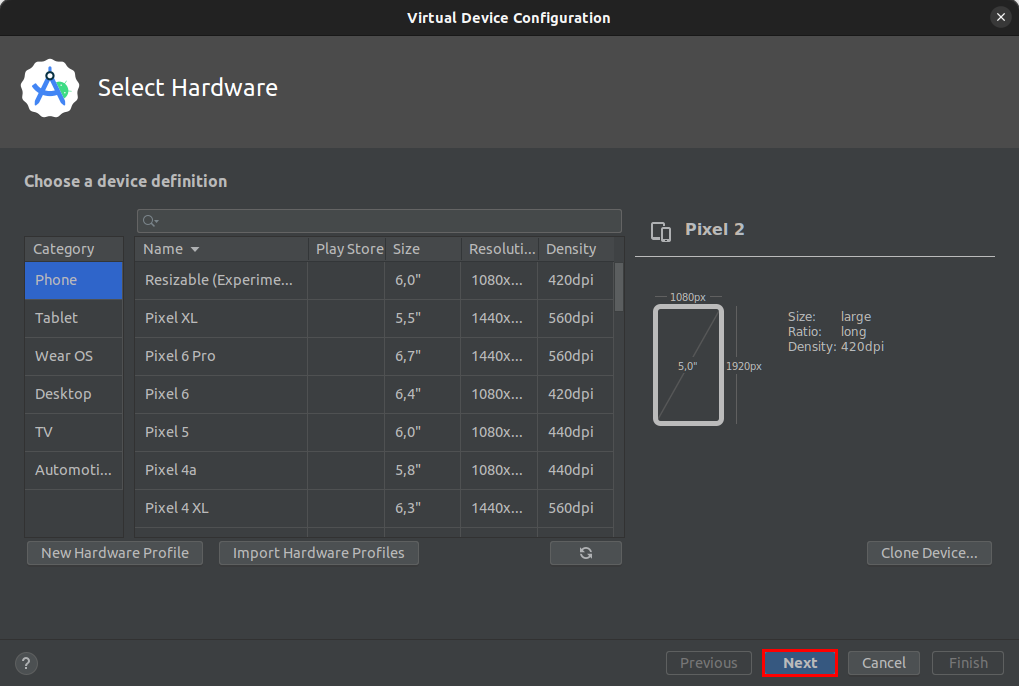 Virtual Device Configuration
Select Hardware
Choose a device definition
Category
Phone
Tablet
Wear OS
Desktop
TV
Automoti...
Name Play Store Size Resoluti... Density
Resizable (Experime... 6,0" 1080x... 420dpi
Pixel XL 5,5" 1440x... 560dpi
Pixel 6 Pro 6,7" 1440x... 560dpi
Pixel 6 6,4" 1080x... 420dpi
Pixel 5 6,0" 1080x... 440dpi
Pixel 4a 5,8" 1080x... 440dpi
Pixel 4 XL 6,3" 1440x... 560dpi
New Hardware Profile Import Hardware Profiles
Pixel 2
1080px
5,0"
1920px
Size: large
Ratio: long
Density: 420dpi
Clone Device...
? Previous Next Cancel Finish